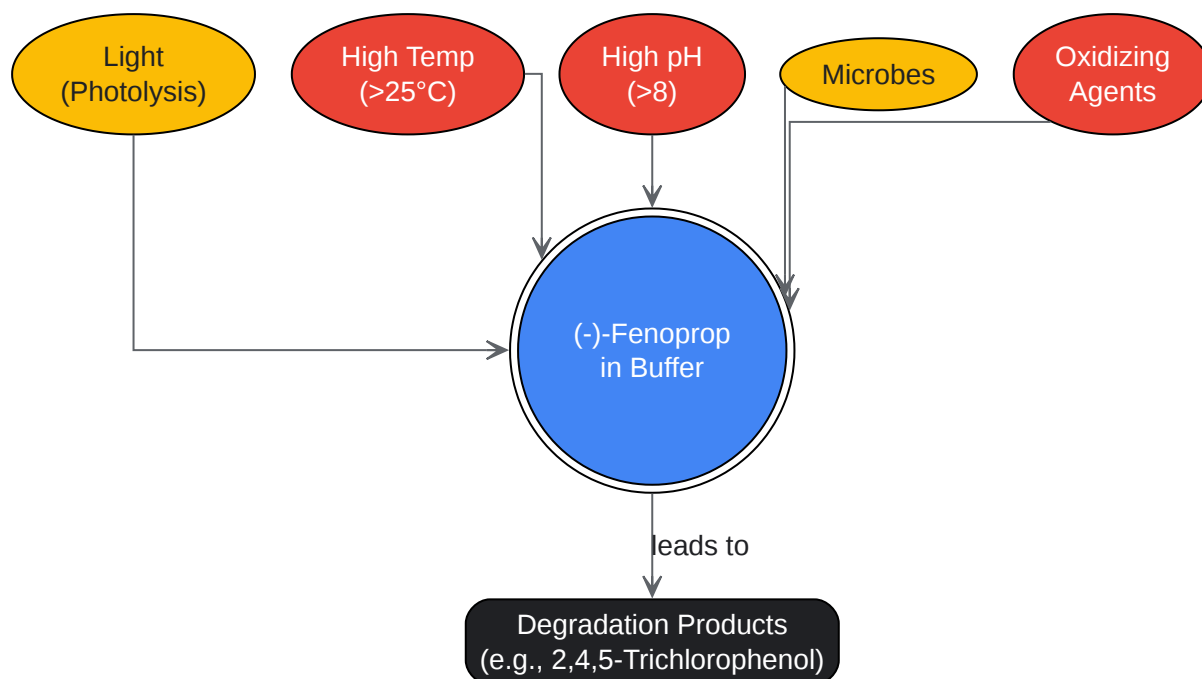 Light
(Photolysis)
High Temp
(>25°C)
High pH
(>8)
Microbes
Oxidizing
Agents
(-)-Fenoprop
in Buffer
leads to
Degradation Products
(e.g., 2,4,5-Trichlorophenol)